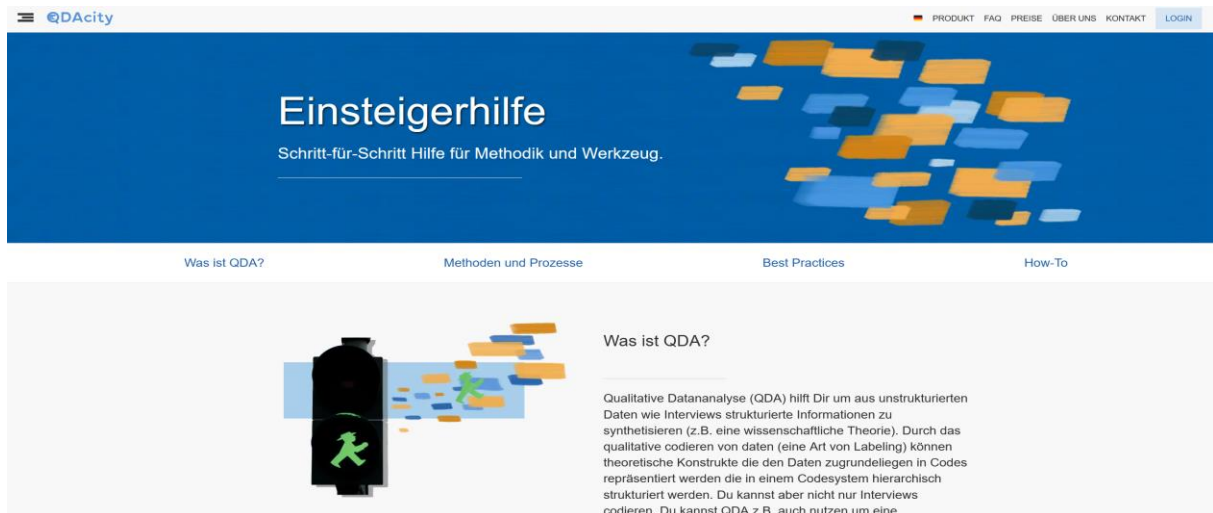 QDAcity
PRODUKT FAQ PREISE ÜBER UNS KONTAKT LOGIN
Einsteigerhilfe
Schritt-für-Schritt Hilfe für Methodik und Werkzeug.
Was ist QDA? Methoden und Prozesse Best Practices How-To
Was ist QDA?
Qualitative Datananalyse (QDA) hilft Dir um aus unstrukturierten
Daten wie Interviews strukturierte Informationen zu
synthetisieren (z.B. eine wissenschaftliche Theorie). Durch das
qualitative codieren von daten (eine Art von Labeling) können
theoretische Konstrukte die den Daten zugrundeliegen in Codes
repräsentiert werden die in einem Codesystem hierarchisch
strukturiert werden. Du kannst aber nicht nur Interviews
codieren. Du kannst QDA z.B. auch nutzen um eine